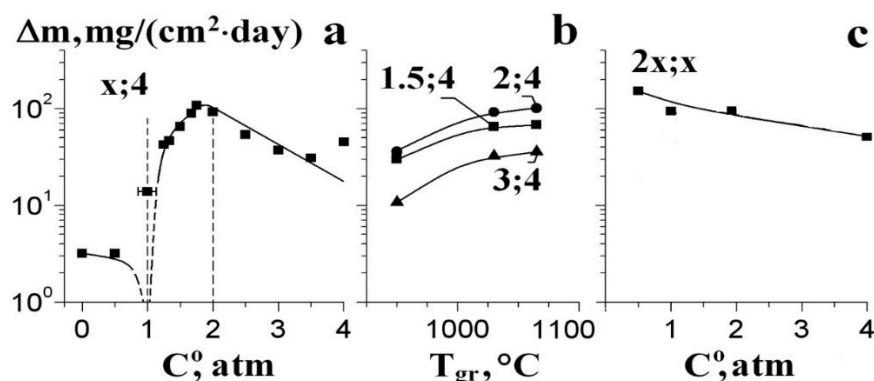 Δm, mg/(cm²·day) a b c
x;4 1.5;4 2;4 2x;x
10²
10¹ 3;4
10⁰
0 1 2 3 4 1000 1100 1 2 3 4
C°, atm T_gr, °C C°, atm